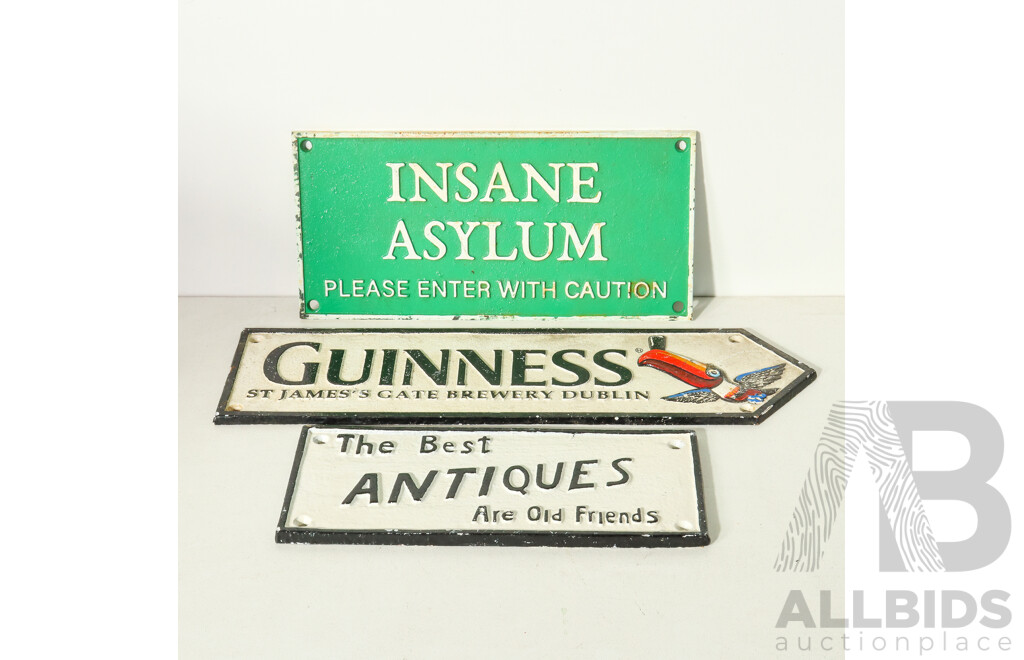 INSANE
ASYLUM
PLEASE ENTER WITH CAUTION
GUINNESS®
ST JAMES'S GATE BREWERY DUBLIN
The Best
ANTIQUES
Are Old Friends
AB
ALLBIDS
auctionplace